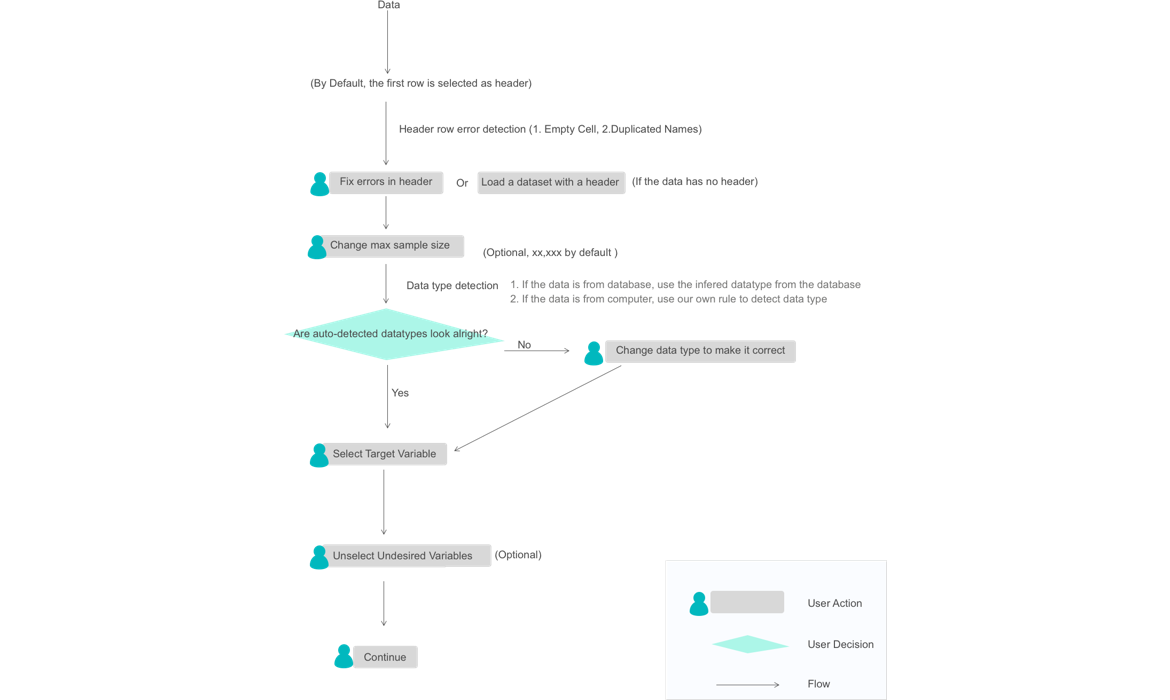 Data
(By Default, the first row is selected as header)
Header row error detection (1. Empty Cell, 2.Duplicated Names)
Fix errors in header
Or
Load a dataset with a header
(If the data has no header)
Change max sample size
(Optional, xx,xxx by default )
Data type detection
1. If the data is from database, use the infered datatype from the database
2. If the data is from computer, use our own rule to detect data type
Are auto-detected datatypes look alright?
No
Change data type to make it correct
Yes
Select Target Variable
Unselect Undesired Variables
(Optional)
Continue
User Action
User Decision
Flow